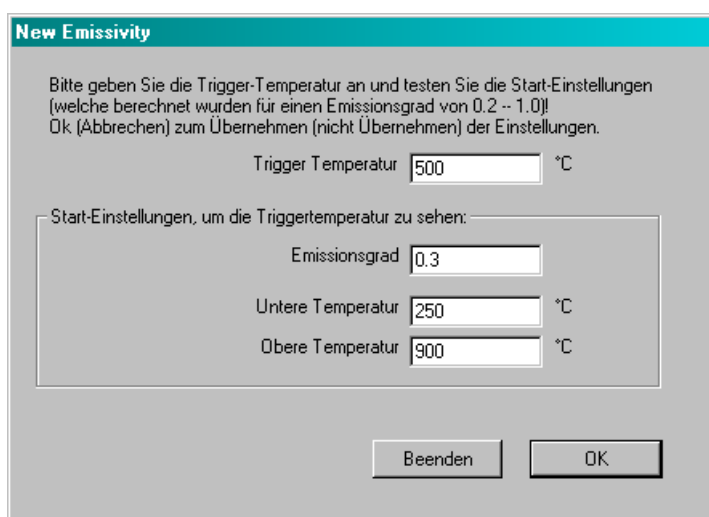 New Emissivity
Bitte geben Sie die Trigger-Temperatur an und testen Sie die Start-Einstellungen
(welche berechnet wurden für einen Emissionsgrad von 0.2 -- 1.0)!
Ok (Abbrechen) zum Übernehmen (nicht Übernehmen) der Einstellungen.
Trigger Temperatur 500 °C
Start-Einstellungen, um die Triggertemperatur zu sehen:
Emissionsgrad 0.3
Untere Temperatur 250 °C
Obere Temperatur 900 °C
Beenden OK